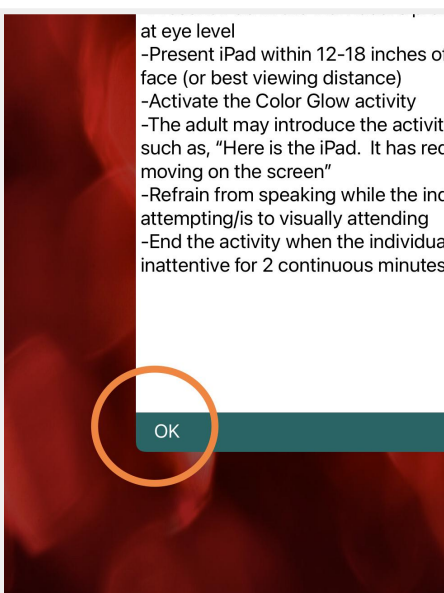 at eye level
-Present iPad within 12-18 inches of
face (or best viewing distance)
-Activate the Color Glow activity
-The adult may introduce the activit
such as, “Here is the iPad.  It has red
moving on the screen”
-Refrain from speaking while the ind
attempting/is to visually attending
-End the activity when the individua
inattentive for 2 continuous minutes
OK